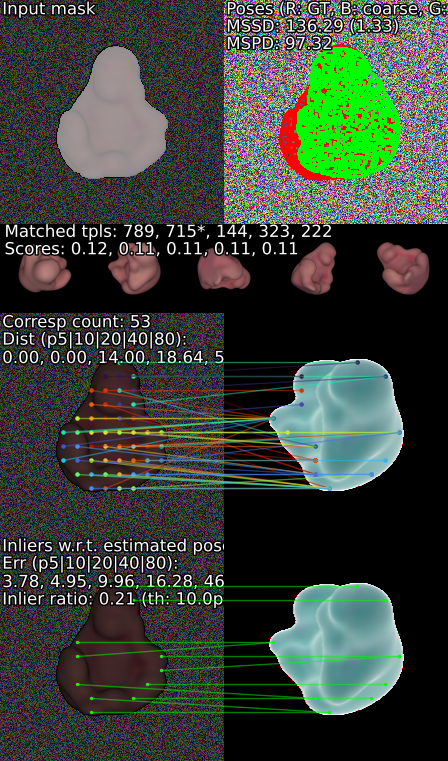 Input mask
Poses (R: GT, B: coarse, G:
MSSD: 136.29 (1.33)
MSPD: 97.32
Matched tpls: 789, 715*, 144, 323, 222
Scores: 0.12, 0.11, 0.11, 0.11, 0.11
Corresp count: 53
Dist (p5|10|20|40|80):
0.00, 0.00, 14.00, 18.64, 5
Inliers w.r.t. estimated pos
Err (p5|10|20|40|80):
3.78, 4.95, 9.96, 16.28, 46
Inlier ratio: 0.21 (th: 10.0p